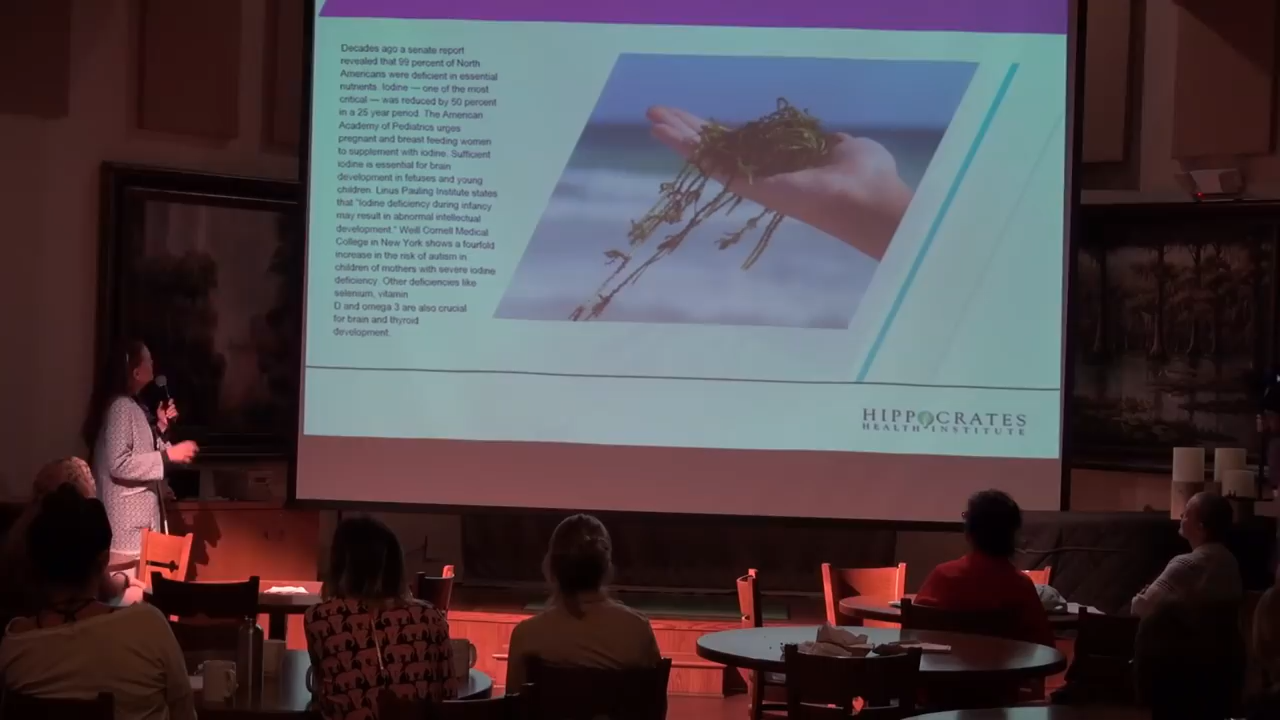 Decades ago a senate report
revealed that 99 percent of North
Americans were deficient in essential
nutrients. Iodine — one of the most
critical — was reduced by 50 percent
in a 25 year period. The American
Academy of Pediatrics urges
pregnant and breast feeding women
to supplement with iodine. Sufficient
iodine is essential for brain
development in fetuses and young
children. Linus Pauling Institute states
that "Iodine deficiency during infancy
may result in abnormal intellectual
development." Weill Cornell Medical
College in New York shows a fourfold
increase in the risk of autism in
children of mothers with severe iodine
deficiency. Other deficiencies like
selenium, vitamin
D and omega 3 are also crucial
for brain and thyroid
development.
HIPPOCRATES
HEALTH INSTITUTE